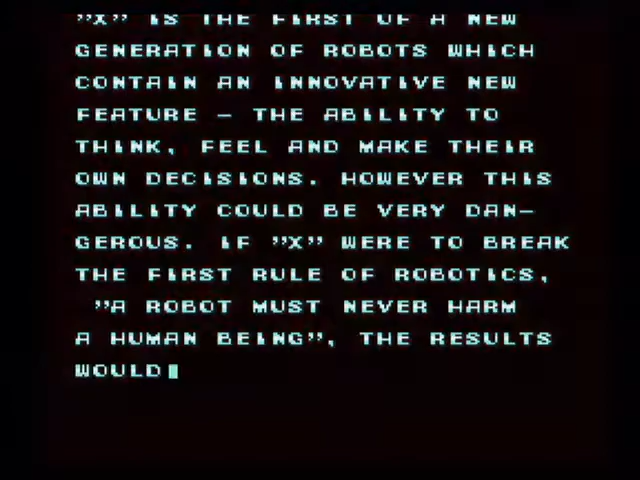 "X" IS THE FIRST OF A NEW
GENERATION OF ROBOTS WHICH
CONTAIN AN INNOVATIVE NEW
FEATURE – THE ABILITY TO
THINK, FEEL AND MAKE THEIR
OWN DECISIONS. HOWEVER THIS
ABILITY COULD BE VERY DAN–
GEROUS. IF "X" WERE TO BREAK
THE FIRST RULE OF ROBOTICS,
"A ROBOT MUST NEVER HARM
A HUMAN BEING", THE RESULTS
WOULD